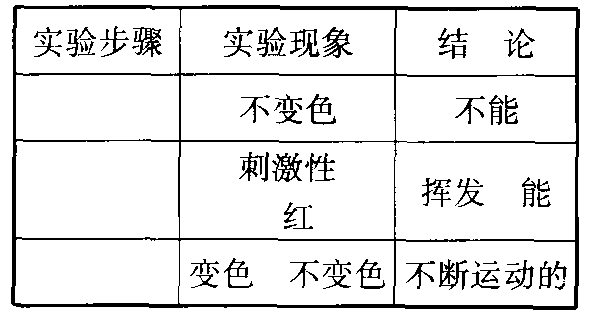 实验步骤 实验现象 结 论
不变色 不能
刺激性
红
挥发 能
变色 不变色 不断运动的